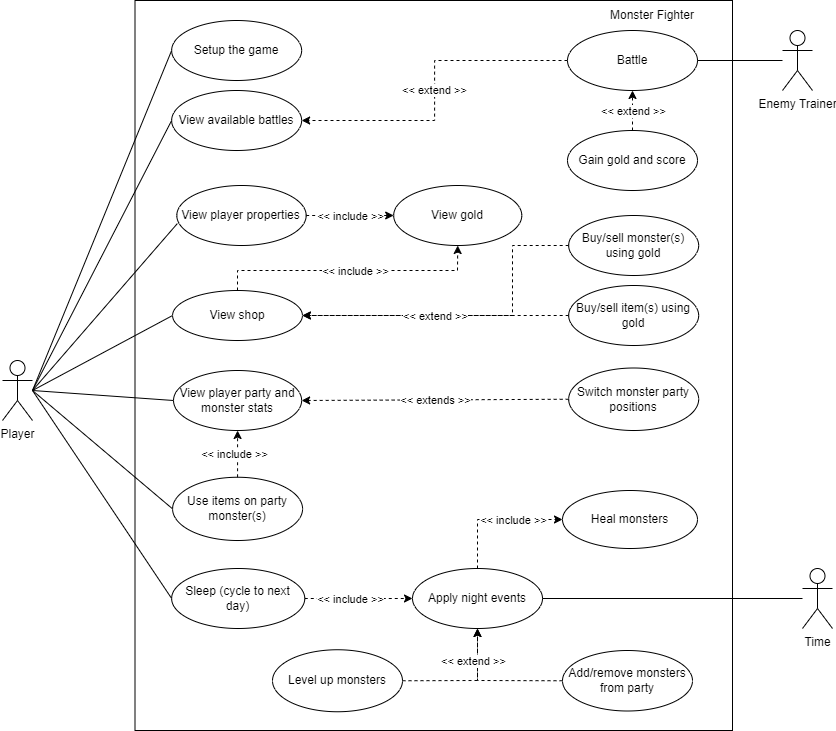 Monster Fighter
Setup the game
Battle
<< extend >>
Enemy Trainer
View available battles
<< extend >>
Gain gold and score
View player properties
<< include >>
View gold
Buy/sell monster(s)
using gold
<< include >>
View shop
<< extend >>
Buy/sell item(s) using
gold
Player
View player party and
monster stats
<< extends >>
Switch monster party
positions
<< include >>
Use items on party
monster(s)
<< include >>
Heal monsters
Sleep (cycle to next
day)
<< include >>
Apply night events
Time
<< extend >>
Level up monsters
Add/remove monsters
from party